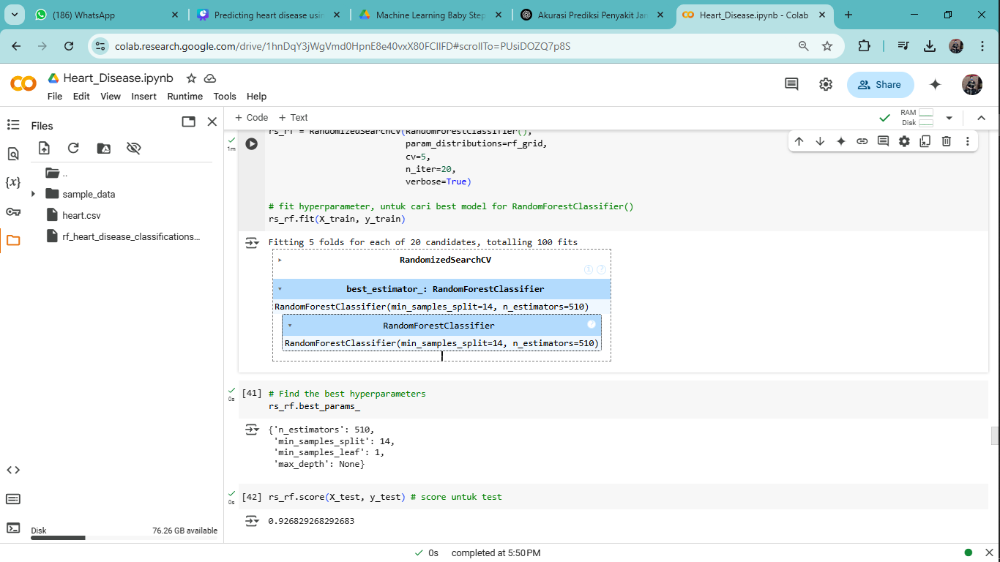 (186) WhatsApp
Predicting heart disease usin
Machine Learning Baby Step
Akurasi Prediksi Penyakit Jan
Heart_Disease.ipynb - Colab
colab.research.google.com/drive/1hnDqY3jWgVmd0HpnE8e40vxX80FCIIFD#scrollTo=PUsiDOZQ7p8S
Heart_Disease.ipynb
File Edit View Insert Runtime Tools Help
Share
Files
+ Code + Text
RAM
Disk
..
sample_data
heart.csv
rf_heart_disease_classifications...
Disk 76.26 GB available
1m
rs_rf = RandomizedSearchCV(RandomForestClassifier(),
param_distributions=rf_grid,
cv=5,
n_iter=20,
verbose=True)
# fit hyperparameter, untuk cari best model for RandomForestClassifier()
rs_rf.fit(X_train, y_train)
Fitting 5 folds for each of 20 candidates, totalling 100 fits
RandomizedSearchCV
best_estimator_: RandomForestClassifier
RandomForestClassifier(min_samples_split=14, n_estimators=510)
RandomForestClassifier
RandomForestClassifier(min_samples_split=14, n_estimators=510)
0s
[41] # Find the best hyperparameters
rs_rf.best_params_
{'n_estimators': 510,
'min_samples_split': 14,
'min_samples_leaf': 1,
'max_depth': None}
0s
[42] rs_rf.score(X_test, y_test) # score untuk test
0.926829268292683
0s completed at 5:50 PM